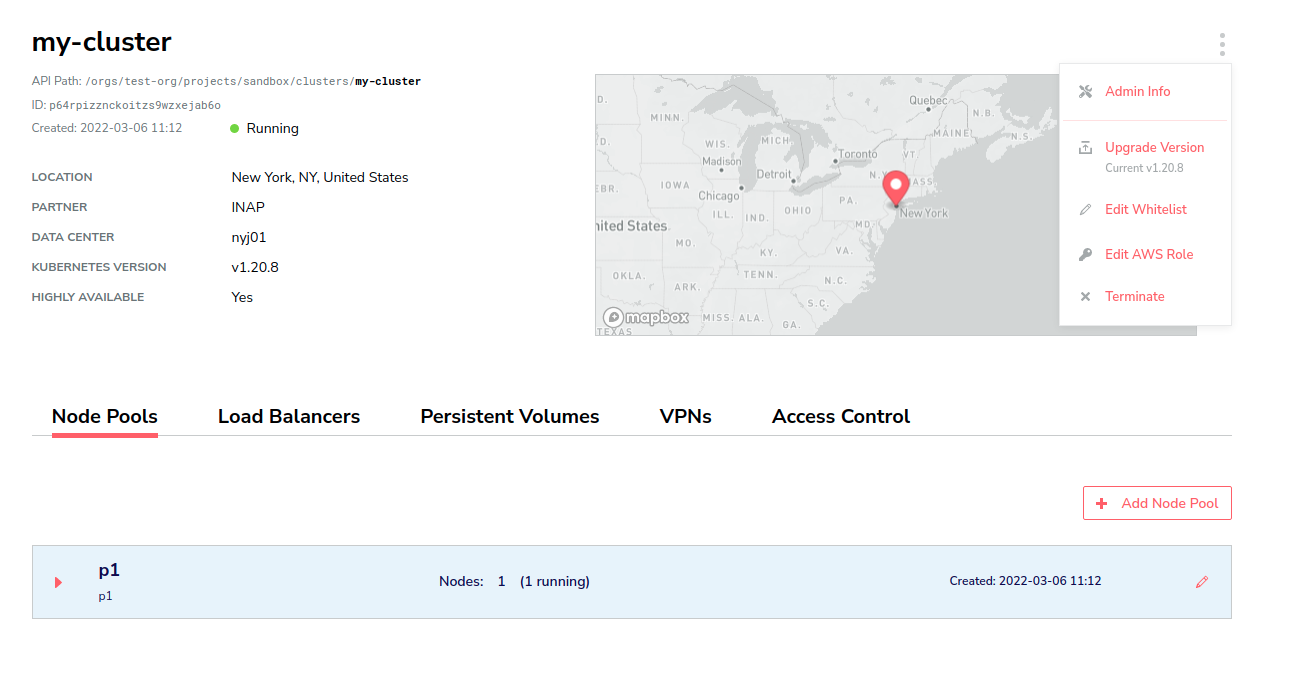 my-cluster
API Path: /orgs/test-org/projects/sandbox/clusters/my-cluster
ID: p64rpizznckoitzs9wzxejab6o
Created: 2022-03-06 11:12
Running
LOCATION New York, NY, United States
PARTNER INAP
DATA CENTER nyj01
KUBERNETES VERSION v1.20.8
HIGHLY AVAILABLE Yes
D.
MINN.
Quebec
N.B.
MAINE
N.S.
D.
WIS.
MICH.
Toronto
VT.
Madison
Detroit
N.Y.
MASS.
EBR.
IOWA
Chicago
PA.
New York
ILL.
IND.
OHIO
MD.
nited States
MO.
KY.
VA.
OKLA.
TENN.
N.C.
ARK.
S.C.
mapbox
MISS.
ALA.
GA.
TEXAS
Admin Info
Upgrade Version
Current v1.20.8
Edit Whitelist
Edit AWS Role
Terminate
Node Pools Load Balancers Persistent Volumes VPNs Access Control
Add Node Pool
p1
p1
Nodes: 1 (1 running)
Created: 2022-03-06 11:12